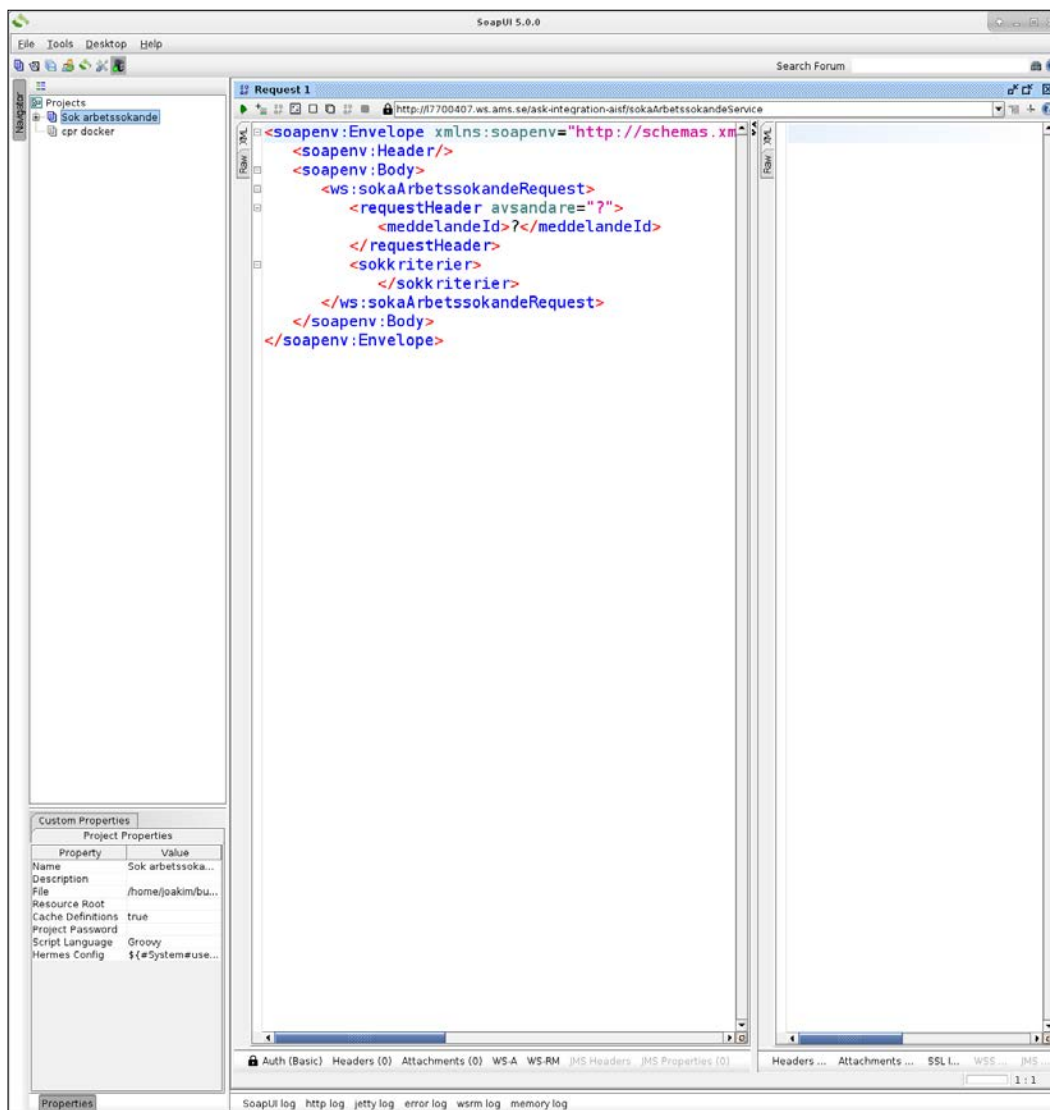 SoapUI 5.0.0
File Tools Desktop Help
Search Forum
Navigator
Projects
Sok arbetssokande
cpr docker
Request 1
http://l7700407.ws.ams.se/ask-integration-aisf/sokaArbetssokandeService
XML
Raw
<soapenv:Envelope xmlns:soapenv="http://schemas.xm
<soapenv:Header/>
<soapenv:Body>
<ws:sokaArbetssokandeRequest>
<requestHeader avsandare="?">
<meddelandeId>?</meddelandeId>
</requestHeader>
<sokkriterier>
</sokkriterier>
</ws:sokaArbetssokandeRequest>
</soapenv:Body>
</soapenv:Envelope>
XML
Raw
Custom Properties
Project Properties
Property Value
Name Sok arbetssoka...
Description
File /home/joakim/bu...
Resource Root
Cache Definitions true
Project Password
Script Language Groovy
Hermes Config ${#System#use...
Auth (Basic) Headers (0) Attachments (0) WS-A WS-RM JMS Headers JMS Properties (0)
Headers ... Attachments ... SSL I... WSS ... JMS ...
1 : 1
Properties
SoapUI log http log jetty log error log wsrm log memory log